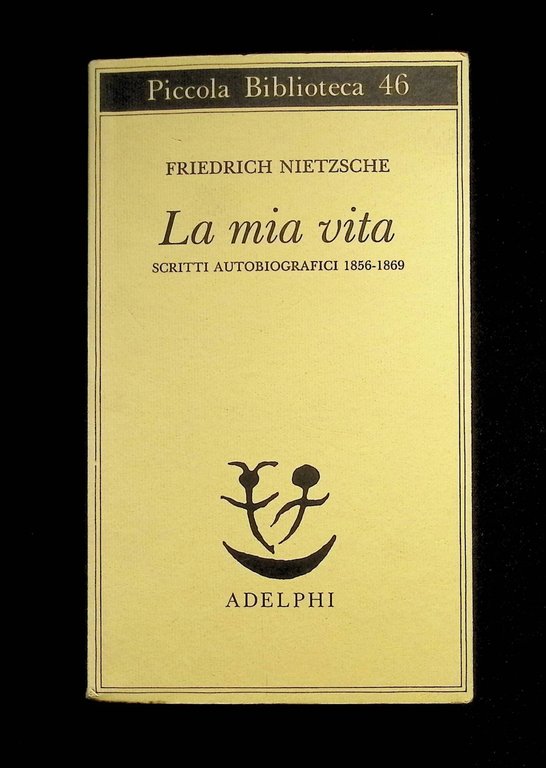 Piccola Biblioteca 46
FRIEDRICH NIETZSCHE
La mia vita
SCRITTI AUTOBIOGRAFICI 1856-1869
ADELPHI